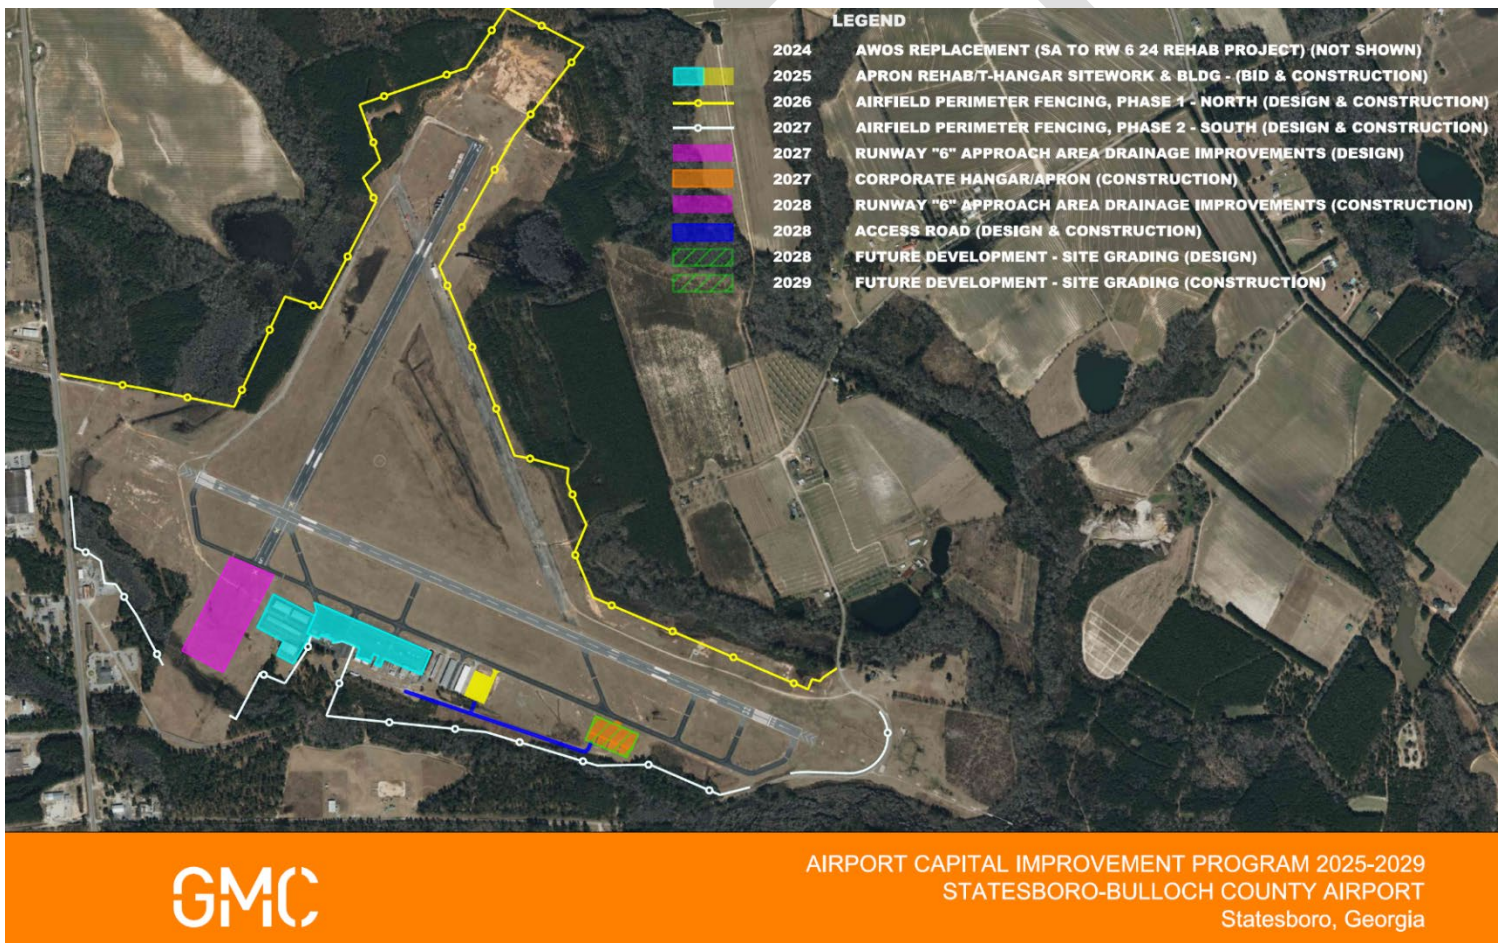 LEGEND
2024 AWOS REPLACEMENT (SA TO RW 6 24 REHAB PROJECT) (NOT SHOWN)
2025 APRON REHAB/T-HANGAR SITEWORK & BLDG - (BID & CONSTRUCTION)
2026 AIRFIELD PERIMETER FENCING, PHASE 1 - NORTH (DESIGN & CONSTRUCTION)
2027 AIRFIELD PERIMETER FENCING, PHASE 2 - SOUTH (DESIGN & CONSTRUCTION)
2027 RUNWAY "6" APPROACH AREA DRAINAGE IMPROVEMENTS (DESIGN)
2027 CORPORATE HANGAR/APRON (CONSTRUCTION)
2028 RUNWAY "6" APPROACH AREA DRAINAGE IMPROVEMENTS (CONSTRUCTION)
2028 ACCESS ROAD (DESIGN & CONSTRUCTION)
2028 FUTURE DEVELOPMENT - SITE GRADING (DESIGN)
2029 FUTURE DEVELOPMENT - SITE GRADING (CONSTRUCTION)
GMC
AIRPORT CAPITAL IMPROVEMENT PROGRAM 2025-2029
STATESBORO-BULLOCH COUNTY AIRPORT
Statesboro, Georgia